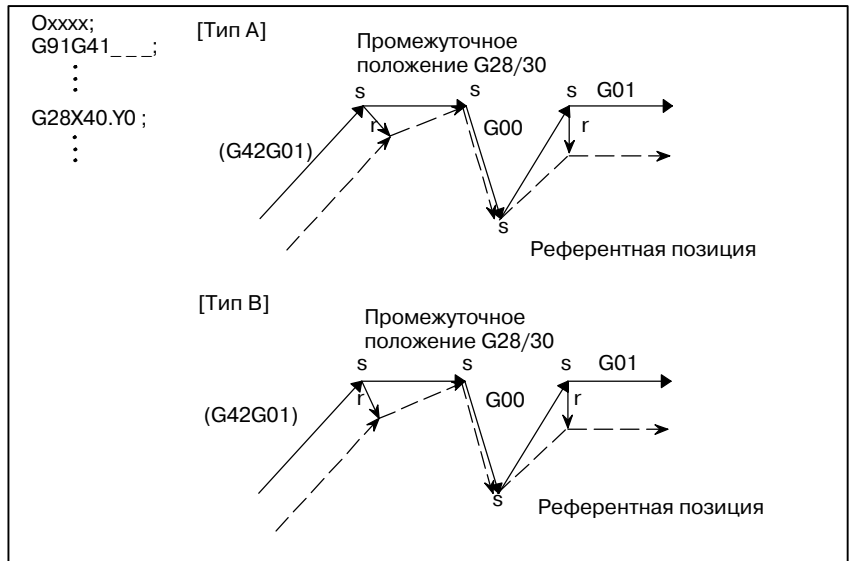 Oxxxx;
G91G41_ _ _;
G28X40.Y0 ;
[Тип A]
Промежуточное
положение G28/30
s
s
s
G01
r
G00
r
(G42G01)
s
Референтная позиция
[Тип B]
Промежуточное
положение G28/30
s
s
s
G01
r
G00
r
(G42G01)
s
Референтная позиция